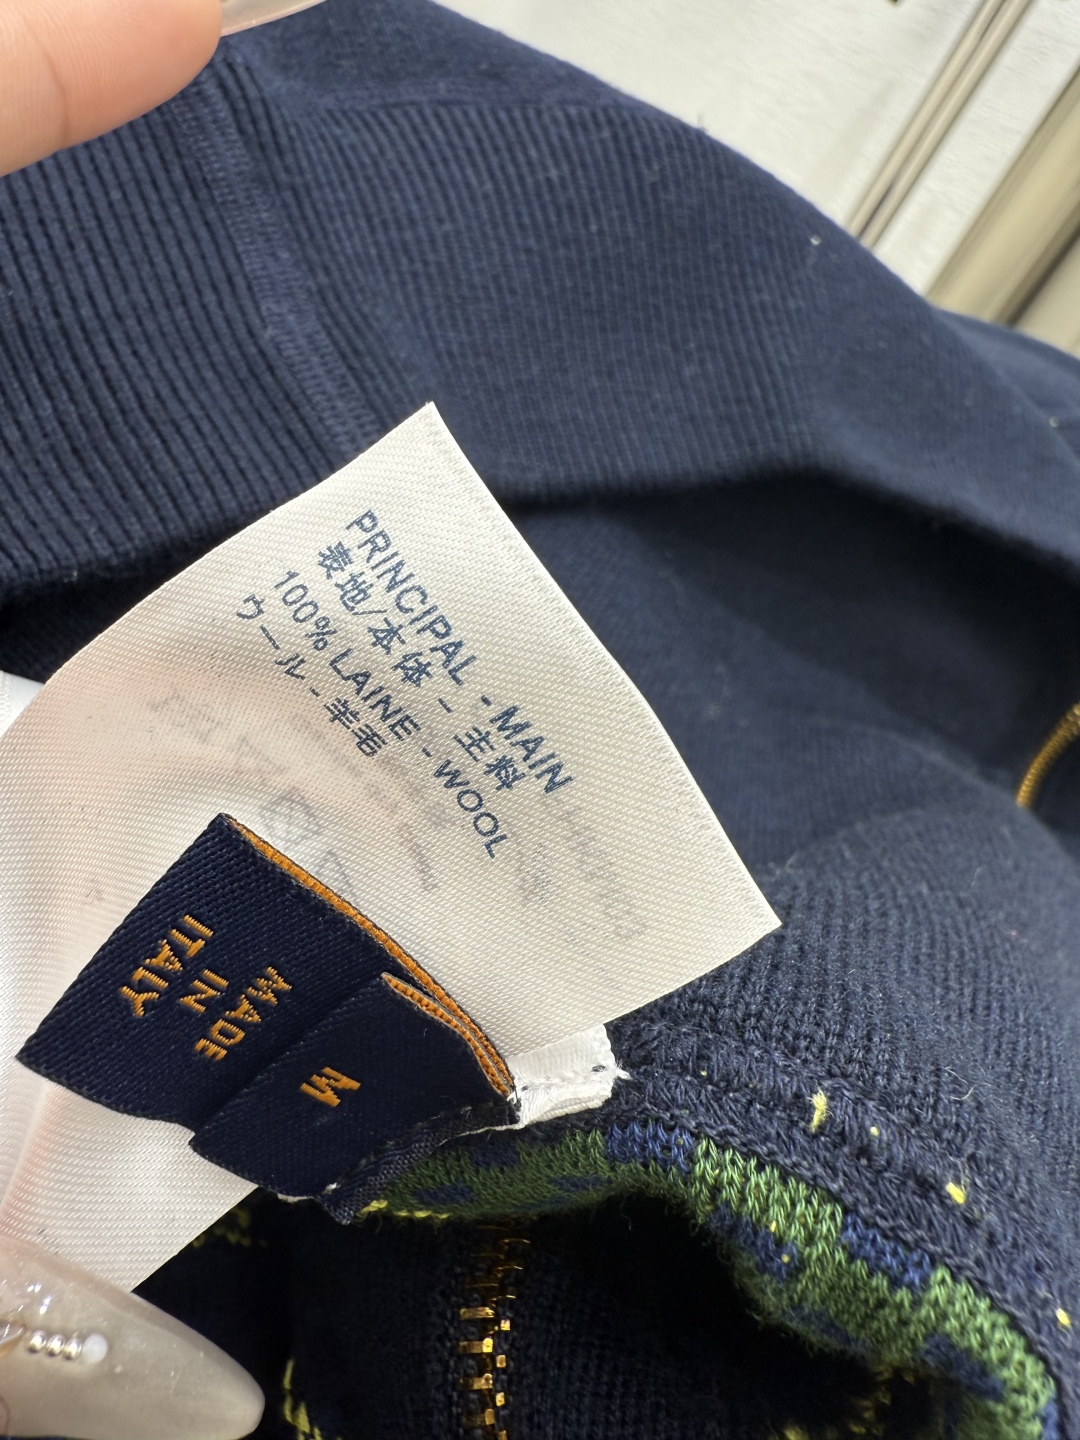 PRINCIPAL - MAIN
表地/本体 - 主料
100% LAINE - WOOL
ウール - 羊毛
MADE
IN
ITALY
M